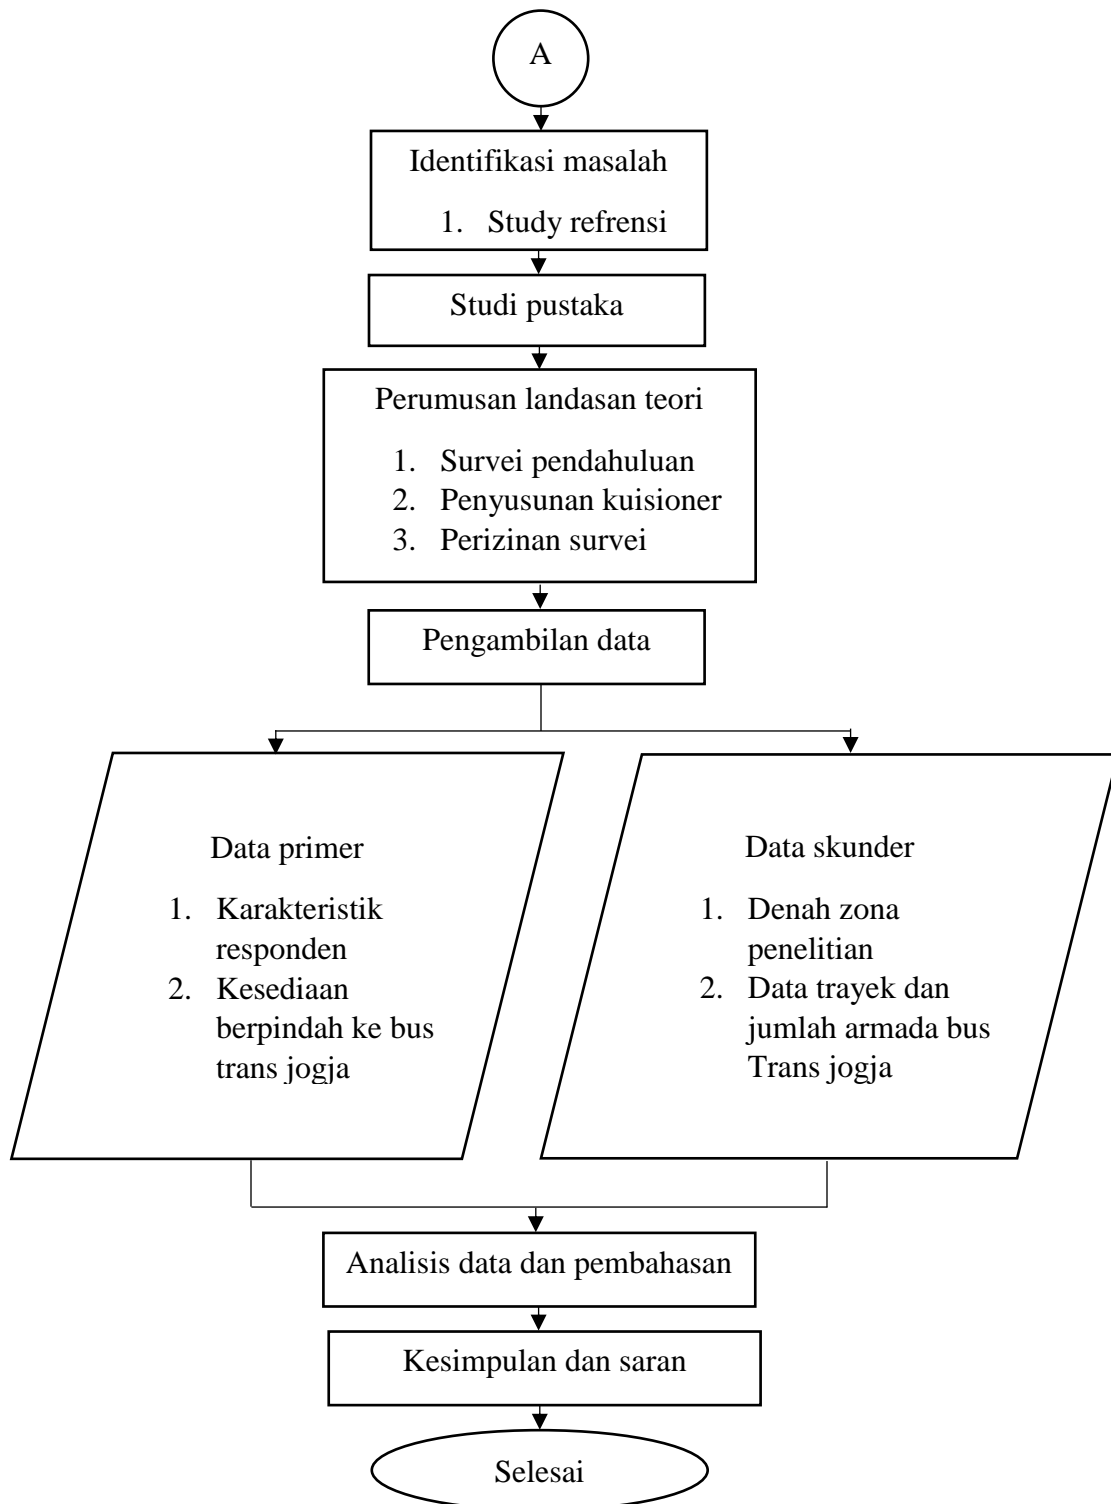 A
Identifikasi masalah
1. Study refrensi
Studi pustaka
Perumusan landasan teori
1. Survei pendahuluan
2. Penyusunan kuisioner
3. Perizinan survei
Pengambilan data
Data primer
1. Karakteristik
responden
2. Kesediaan
berpindah ke bus
trans jogja
Data skunder
1. Denah zona
penelitian
2. Data trayek dan
jumlah armada bus
Trans jogja
Analisis data dan pembahasan
Kesimpulan dan saran
Selesai